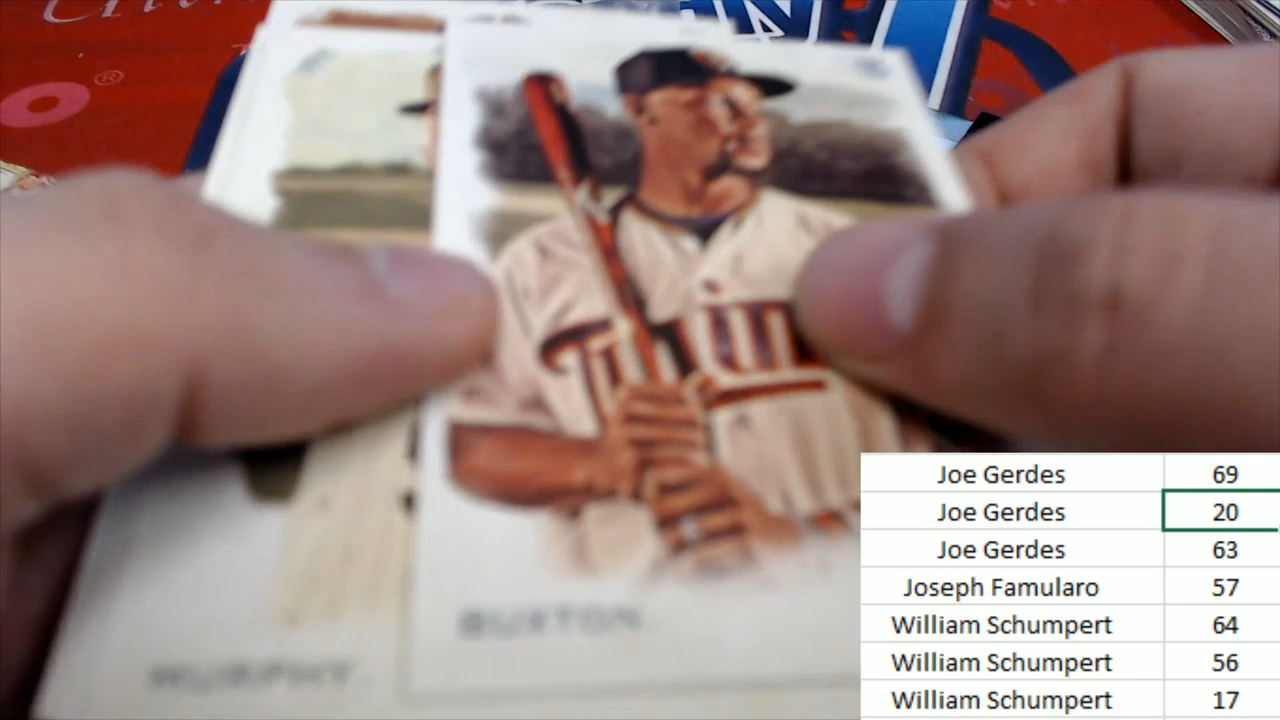 Twins
BUXTON
MURPHY
Joe Gerdes 69
Joe Gerdes 20
Joe Gerdes 63
Joseph Famularo 57
William Schumpert 64
William Schumpert 56
William Schumpert 17